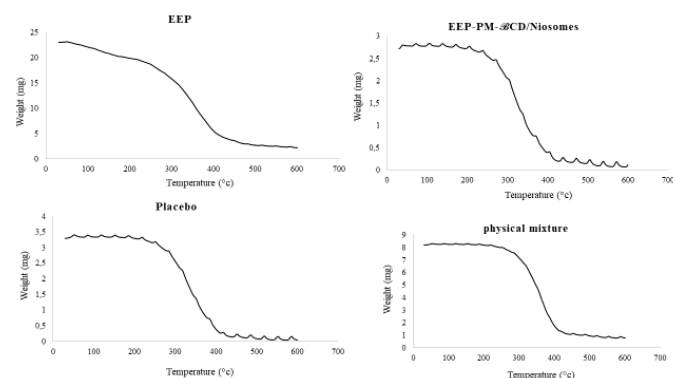 EEP
25
20
15
10
5
0
Weight (mg)
0 100 200 300 400 500 600 700
Temperature (°c)
EEP-PM-ℬCD/Niosomes
3
2,5
2
1,5
1
0,5
0
Weight (mg)
0 100 200 300 400 500 600 700
Temperature (°c)
Placebo
4
3,5
3
2,5
2
1,5
1
0,5
0
Weight (mg)
0 100 200 300 400 500 600 700
Temperature (°c)
physical mixture
9
8
7
6
5
4
3
2
1
0
Weight (mg)
0 100 200 300 400 500 600 700
Temperature (°c)